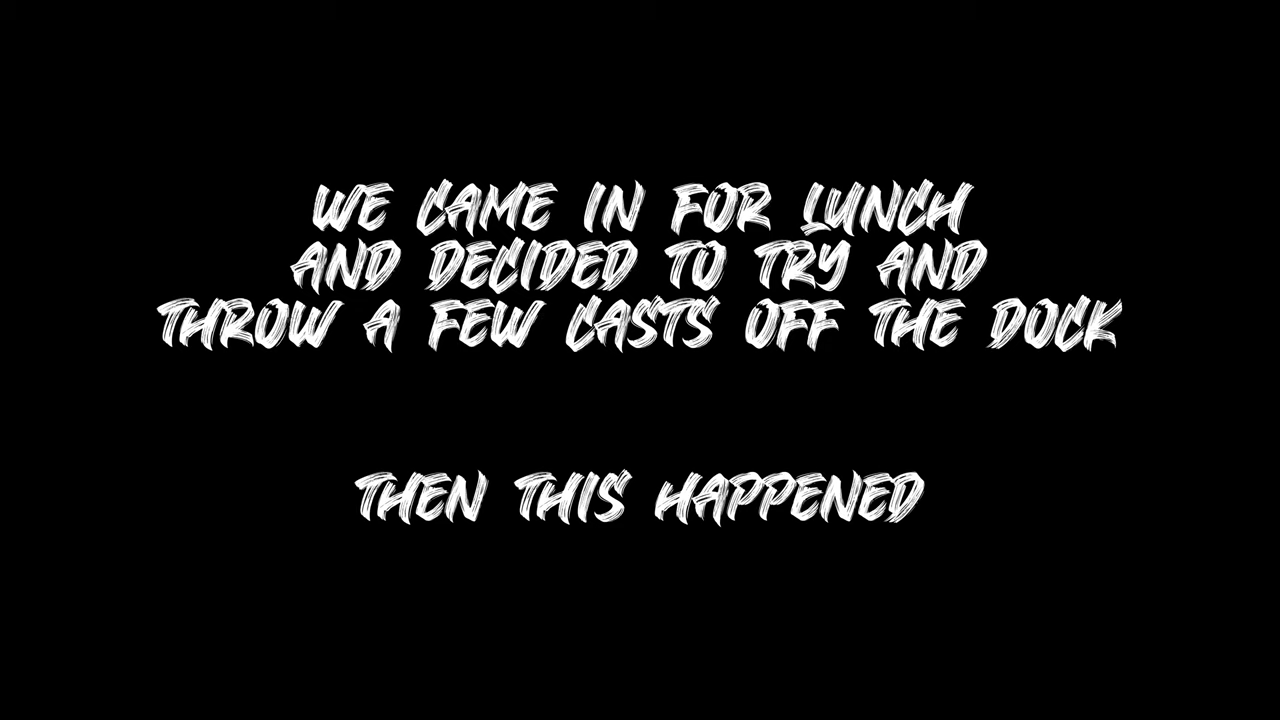 WE CAME IN FOR LUNCH
AND DECIDED TO TRY AND
THROW A FEW CASTS OFF THE DOCK
THEN THIS HAPPENED